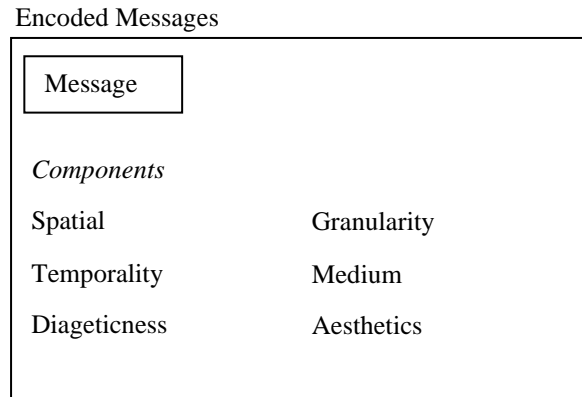 Encoded Messages
Message
Components
Spatial Granularity
Temporality Medium
Diageticness Aesthetics